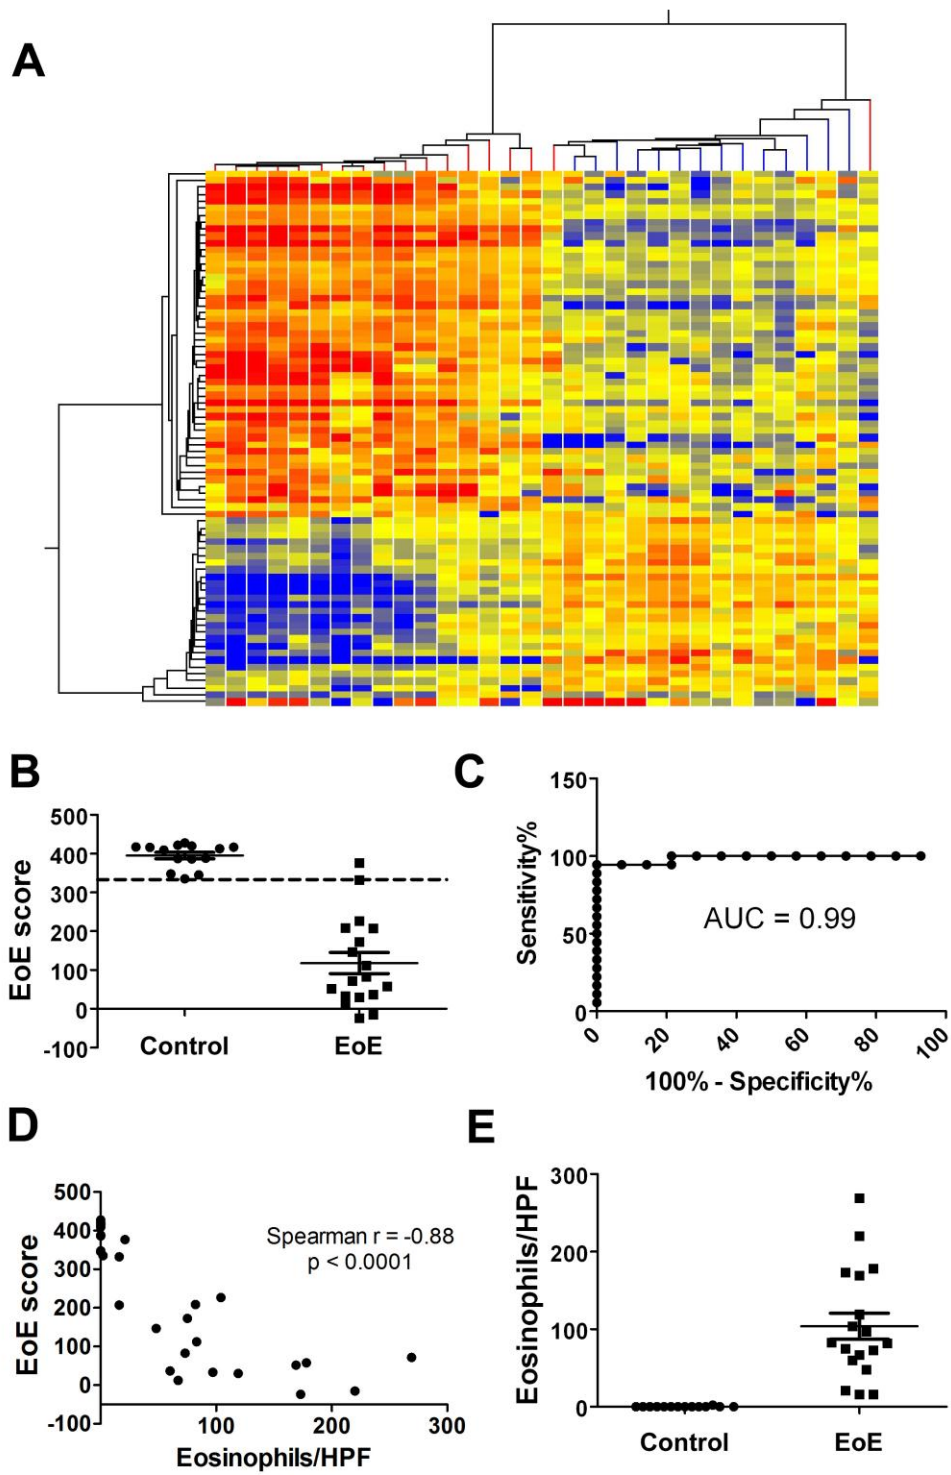 A
B
EoE score
500
400
300
200
100
0
-100
Control
EoE
C
Sensitivity%
150
100
50
0
AUC = 0.99
0
20
40
60
80
100
100% - Specificity%
D
EoE score
500
400
300
200
100
0
-100
Spearman r = -0.88
p < 0.0001
100
200
300
Eosinophils/HPF
E
Eosinophils/HPF
300
200
100
0
Control
EoE